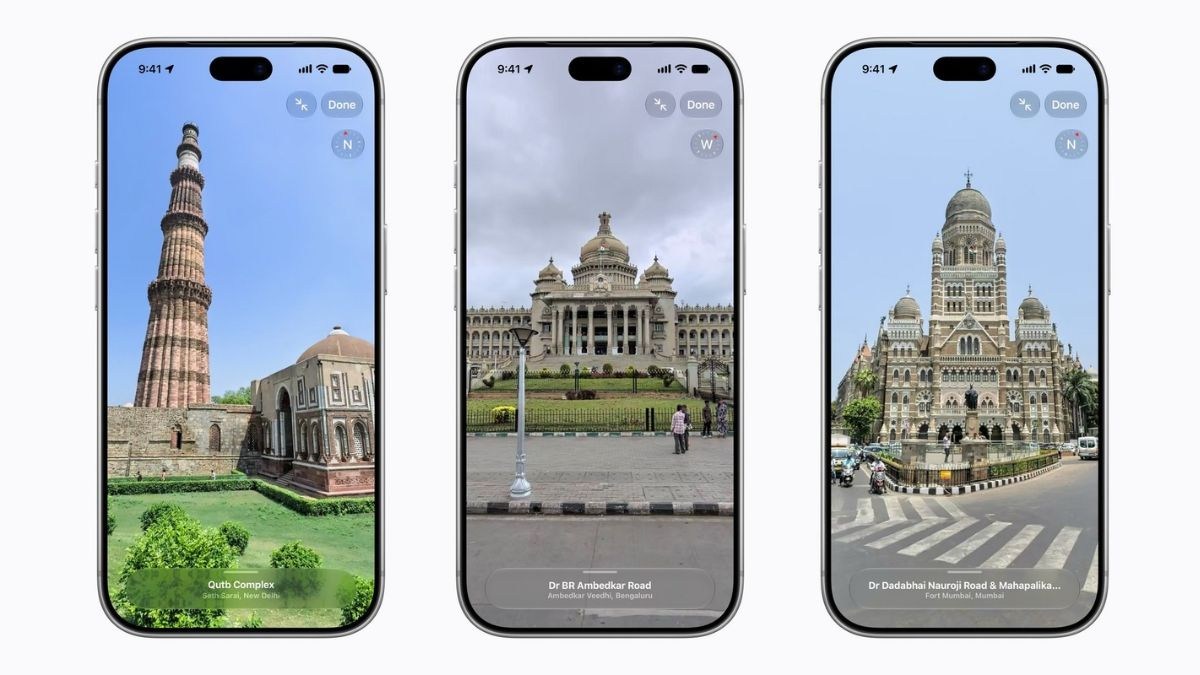 9:41
Done
N
Qutb Complex
Seth Sarai, New Delhi
9:41
Done
W
Dr BR Ambedkar Road
Ambedkar Veedhi, Bengaluru
9:41
Done
N
Dr Dadabhai Nauroji Road & Mahapalika...
Fort Mumbai, Mumbai